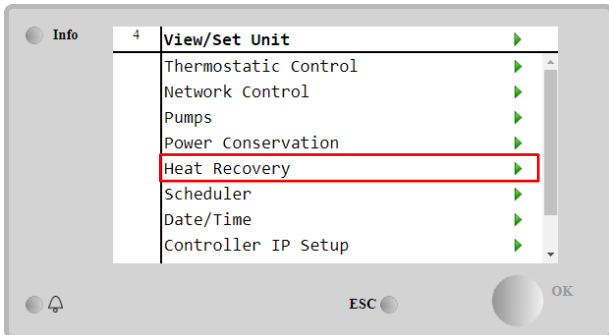 Info
4 View/Set Unit
Thermostatic Control
Network Control
Pumps
Power Conservation
Heat Recovery
Scheduler
Date/Time
Controller IP Setup
ESC OK